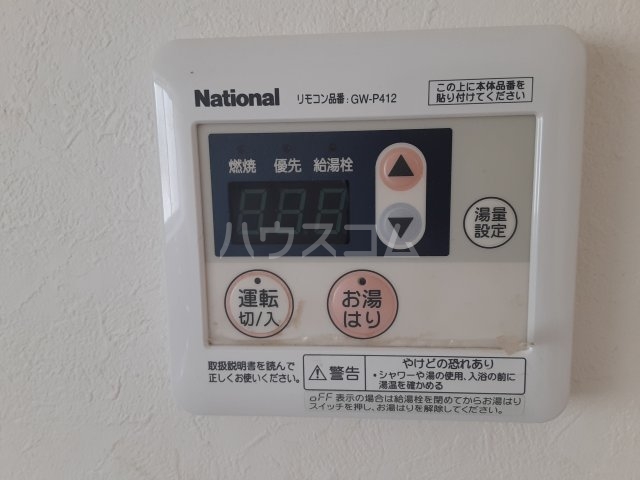 National リモコン品番:GW-P412
この上に本体品番を
貼り付けてください
燃焼 優先 給湯栓
ハウスコム
湯量
設定
運転
切/入
お湯
はり
取扱説明書を読んで
正しくお使いください。
警告
やけどの恐れあり
・シャワーや湯の使用、入浴の前に
湯温を確かめる
oFF 表示の場合は給湯栓を閉めてからお湯はり
スイッチを押し、お湯はりを解除してください。